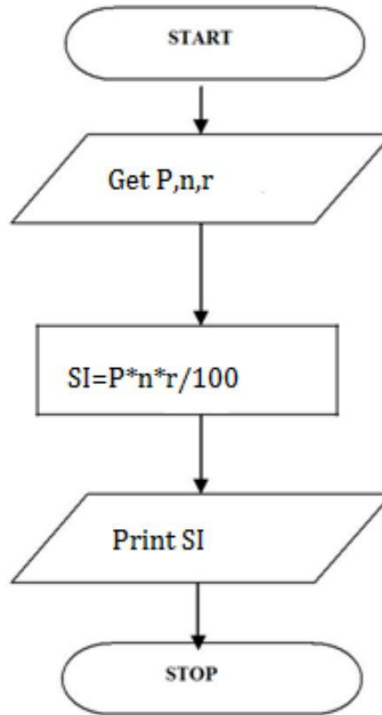 START
Get P,n,r
SI=P*n*r/100
Print SI
STOP